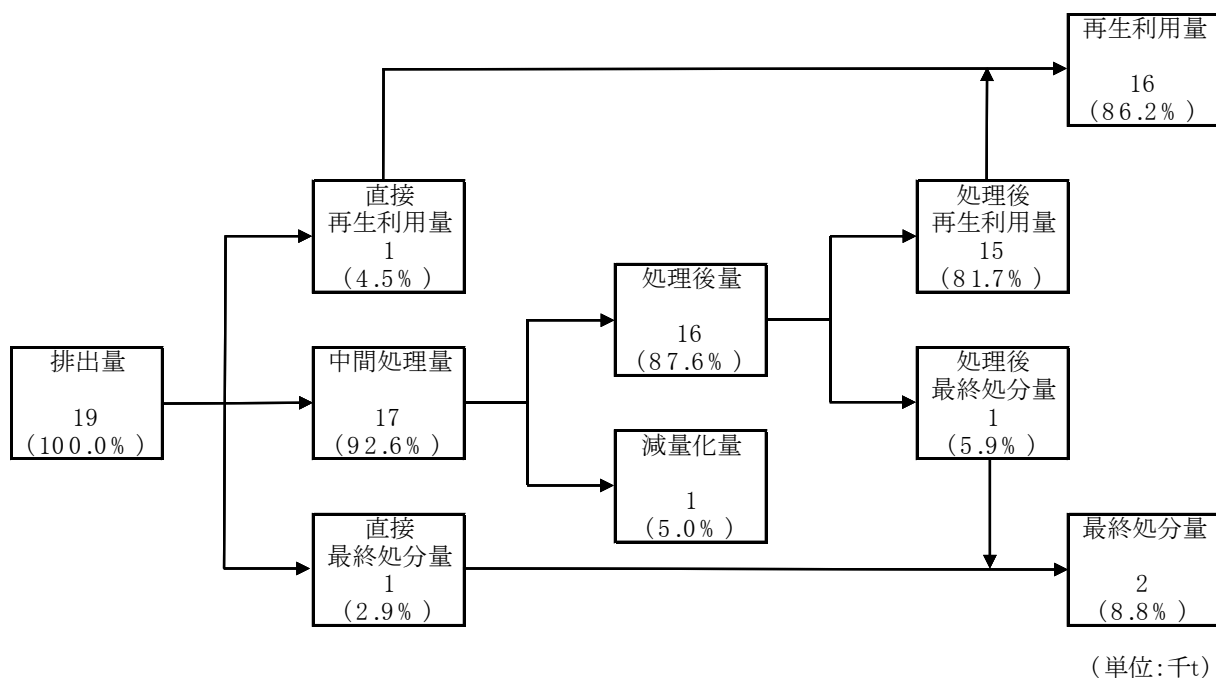 再生利用量
16
(86.2%)
直接
再生利用量
1
(4.5%)
処理後
再生利用量
15
(81.7%)
処理後量
16
(87.6%)
排出量
19
(100.0%)
中間処理量
17
(92.6%)
処理後
最終処分量
1
(5.9%)
減量化量
1
(5.0%)
直接
最終処分量
1
(2.9%)
最終処分量
2
(8.8%)
(単位:千t)